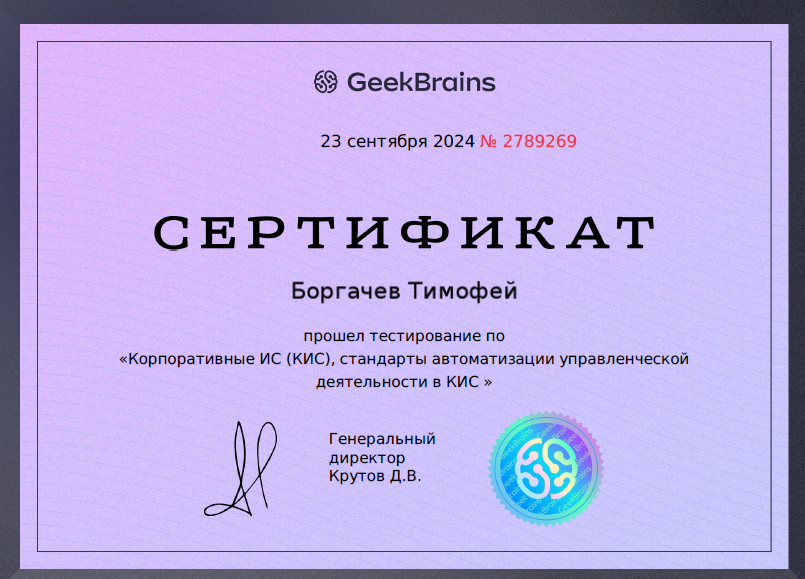 GeekBrains
23 сентября 2024 № 2789269
СЕРТИФИКАТ
Боргачев Тимофей
прошел тестирование по
«Корпоративные ИС (КИС), стандарты автоматизации управленческой
деятельности в КИС »
Генеральный
директор
Крутов Д.В.